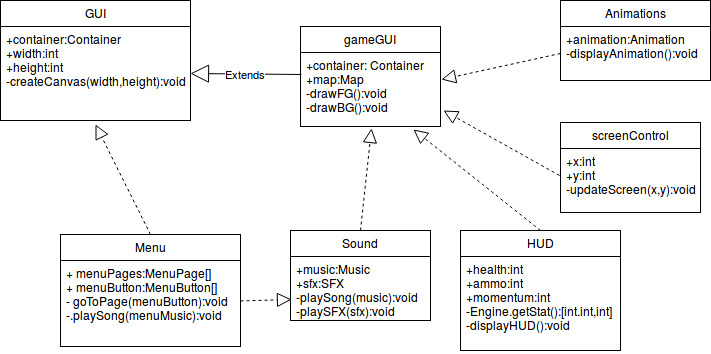 GUI
+container:Container
+width:int
+height:int
-createCanvas(width,height):void
Extends
gameGUI
+container: Container
+map:Map
-drawFG():void
-drawBG():void
Animations
+animation:Animation
-displayAnimation():void
screenControl
+x:int
+y:int
-updateScreen(x,y):void
Menu
+ menuPages:MenuPage[]
+ menuButton:MenuButton[]
- goToPage(menuButton):void
-.playSong(menuMusic):void
Sound
+music:Music
+sfx:SFX
-playSong(music):void
-playSFX(sfx):void
HUD
+health:int
+ammo:int
+momentum:int
-Engine.getStat():[int.int,int]
-displayHUD():void